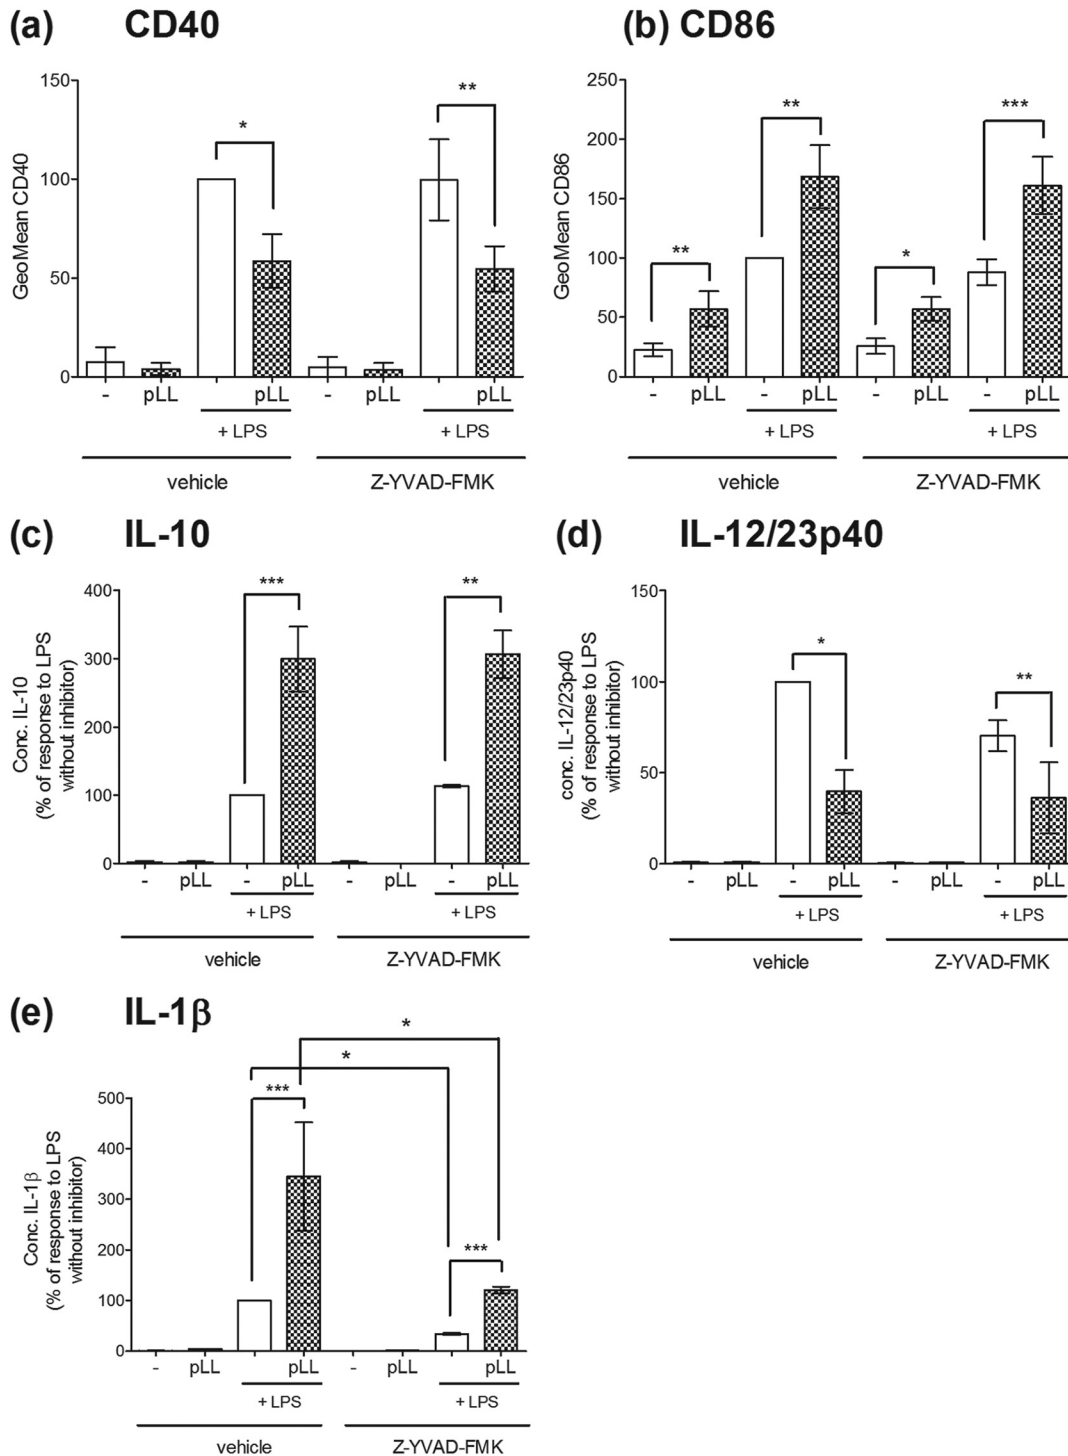 (a) CD40
150
100
50
0
GeoMean CD40
*
**
- pLL - pLL - pLL - pLL
+ LPS + LPS
vehicle Z-YVAD-FMK
(b) CD86
250
200
150
100
50
0
GeoMean CD86
**
**
*
***
- pLL - pLL - pLL - pLL
+ LPS + LPS
vehicle Z-YVAD-FMK
(c) IL-10
400
300
200
100
0
Conc. IL-10
(% of response to LPS
without inhibitor)
***
**
- pLL - pLL - pLL - pLL
+ LPS + LPS
vehicle Z-YVAD-FMK
(d) IL-12/23p40
150
100
50
0
conc. IL-12/23p40
(% of response to LPS
without inhibitor)
*
**
- pLL - pLL - pLL - pLL
+ LPS + LPS
vehicle Z-YVAD-FMK
(e) IL-1β
500
400
300
200
100
0
Conc. IL-1β
(% of response to LPS
without inhibitor)
*
*
***
***
- pLL - pLL - pLL - pLL
+ LPS + LPS
vehicle Z-YVAD-FMK